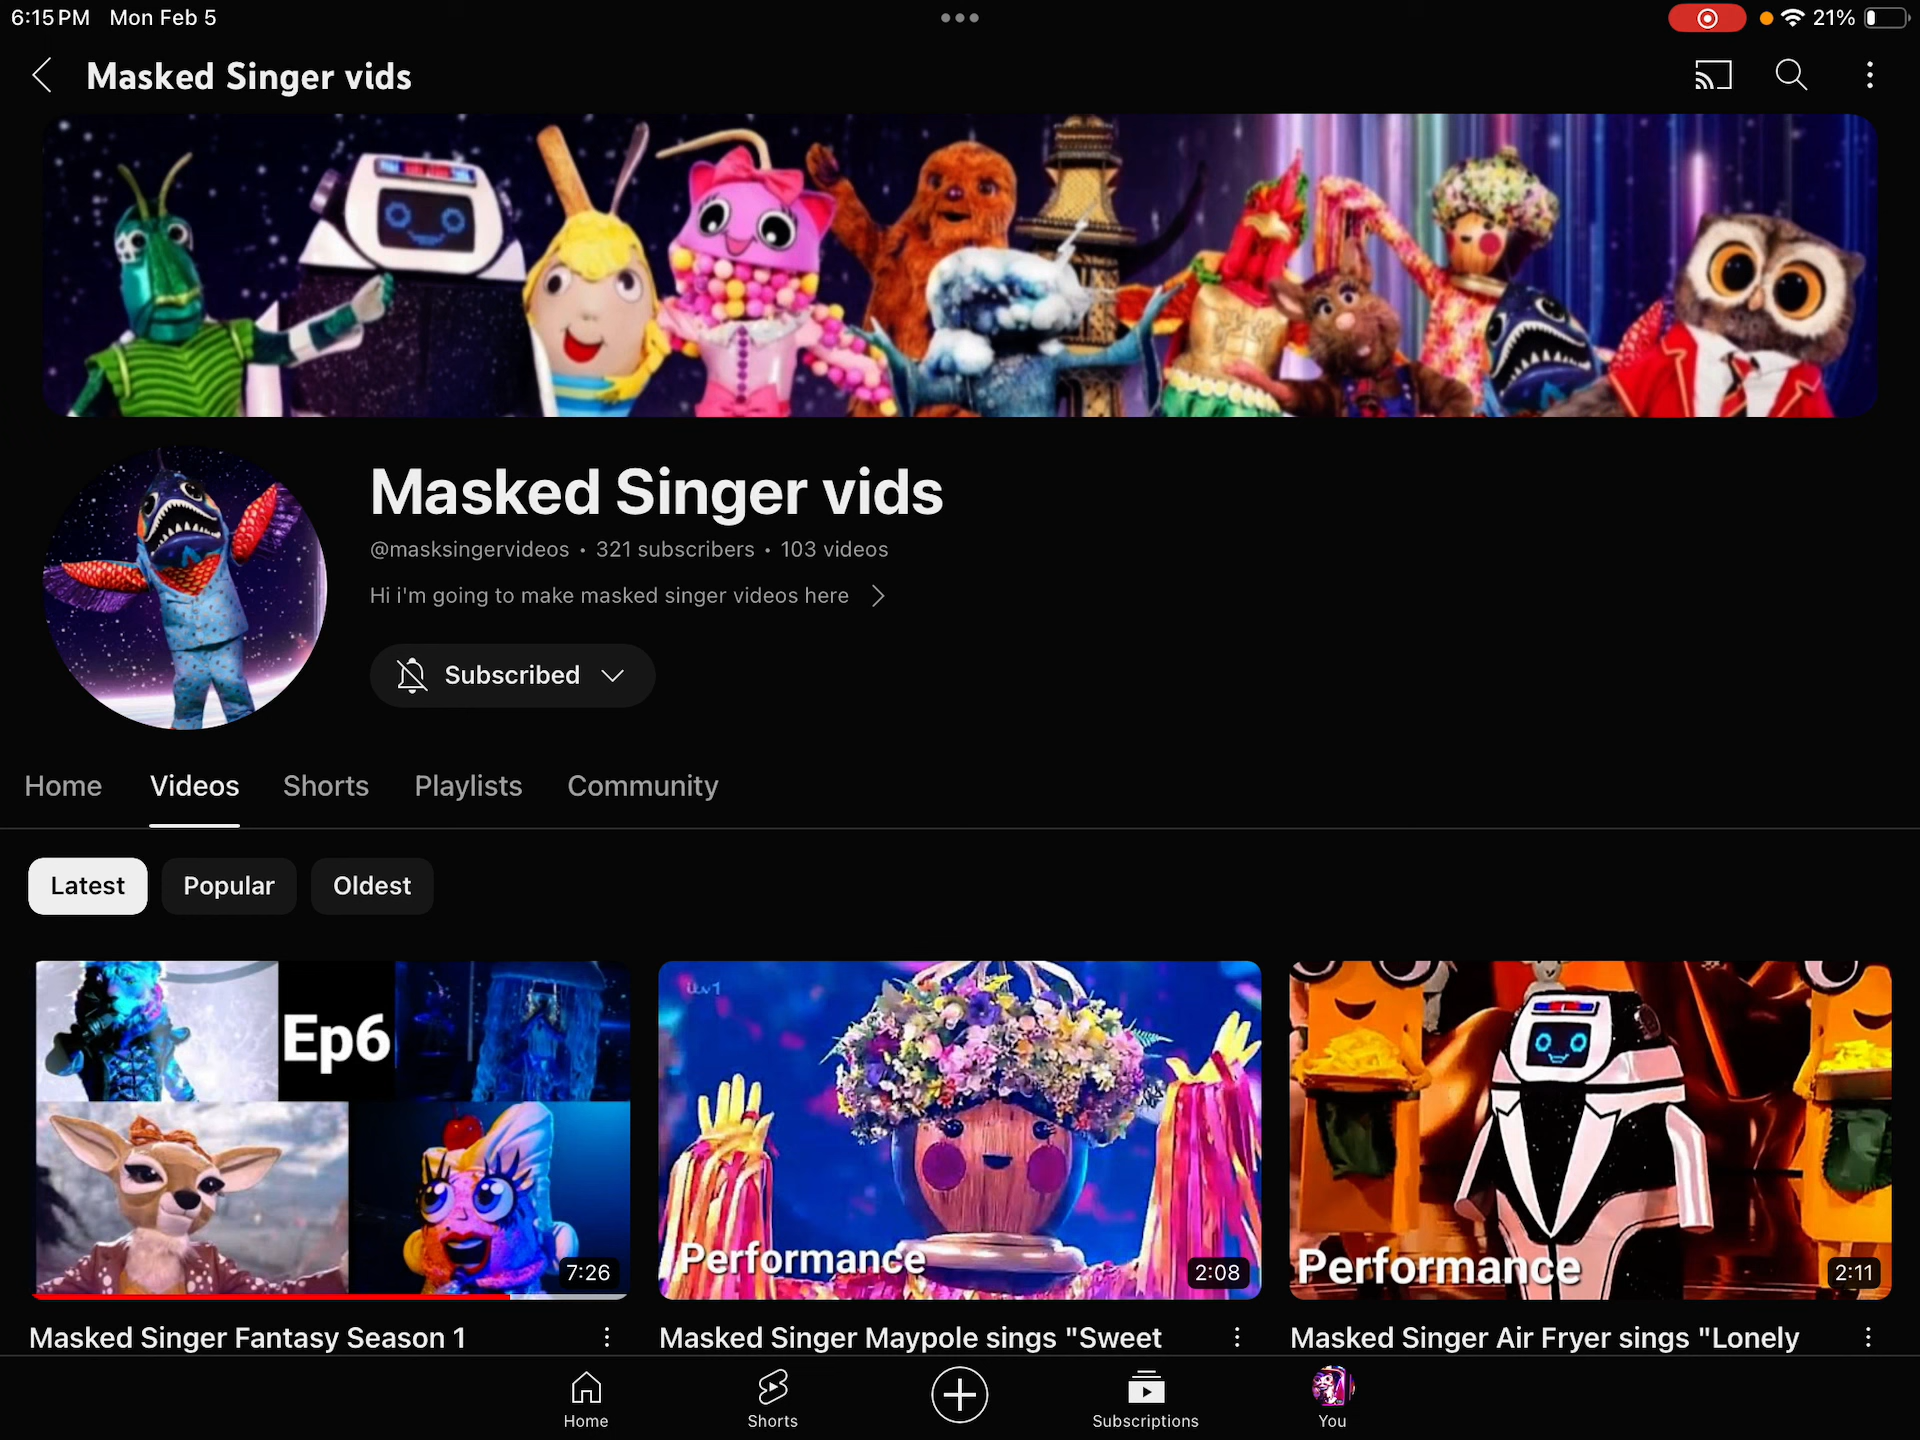 6:15 PM Mon Feb 5
21%
Masked Singer vids
Masked Singer vids
@masksingervideos • 321 subscribers • 103 videos
Hi i'm going to make masked singer videos here
Subscribed
Home Videos Shorts Playlists Community
Latest Popular Oldest
Ep6
7:26
itv1
Performance
2:08
Performance
2:11
Masked Singer Fantasy Season 1
Masked Singer Maypole sings "Sweet
Masked Singer Air Fryer sings "Lonely
Home Shorts Subscriptions You